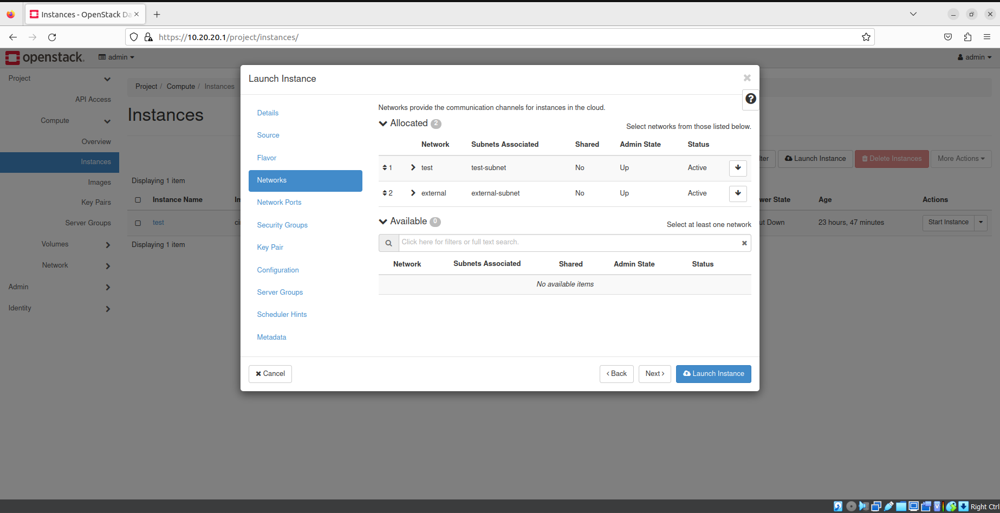 Instances - OpenStack Da
https://10.20.20.1/project/instances/
openstack. admin admin
Project
API Access
Compute
Overview
Instances
Images
Key Pairs
Server Groups
Volumes
Network
Admin
Identity
Project / Compute / Instances
Instances
Launch Instance Delete Instances More Actions
Displaying 1 item
Instance Name Age Actions
test 23 hours, 47 minutes Start Instance
Displaying 1 item
Launch Instance
Details
Source
Flavor
Networks
Network Ports
Security Groups
Key Pair
Configuration
Server Groups
Scheduler Hints
Metadata
Networks provide the communication channels for instances in the cloud.
Allocated 2
Select networks from those listed below.
Network Subnets Associated Shared Admin State Status
1 test test-subnet No Up Active
2 external external-subnet No Up Active
Available 0
Select at least one network
Click here for filters or full text search.
Network Subnets Associated Shared Admin State Status
No available items
Cancel
Back Next Launch Instance
Right Ctrl